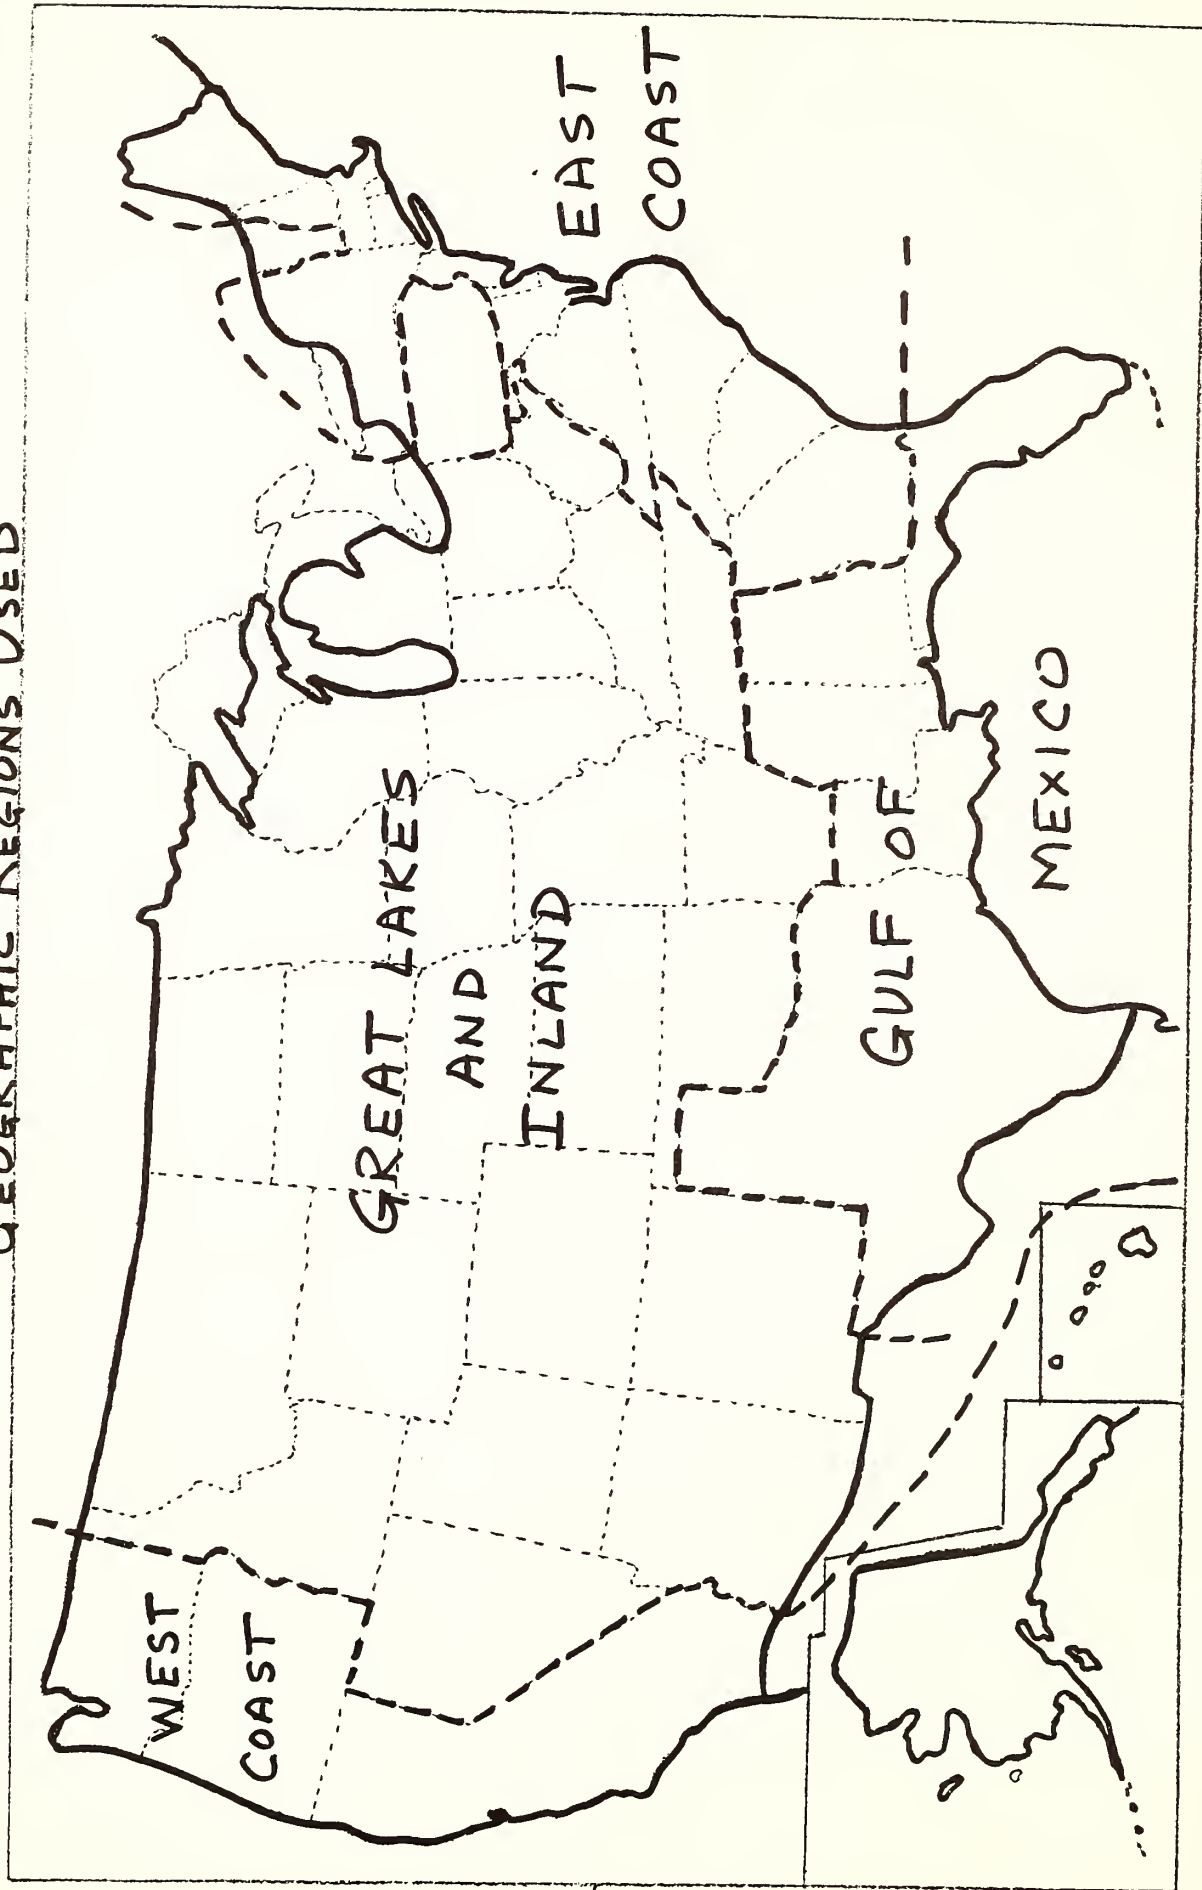 GEOGRAPHIC REGIONS USED
WEST
COAST
GREAT LAKES
AND
INLAND
GULF OF
MEXICO
EAST
COAST